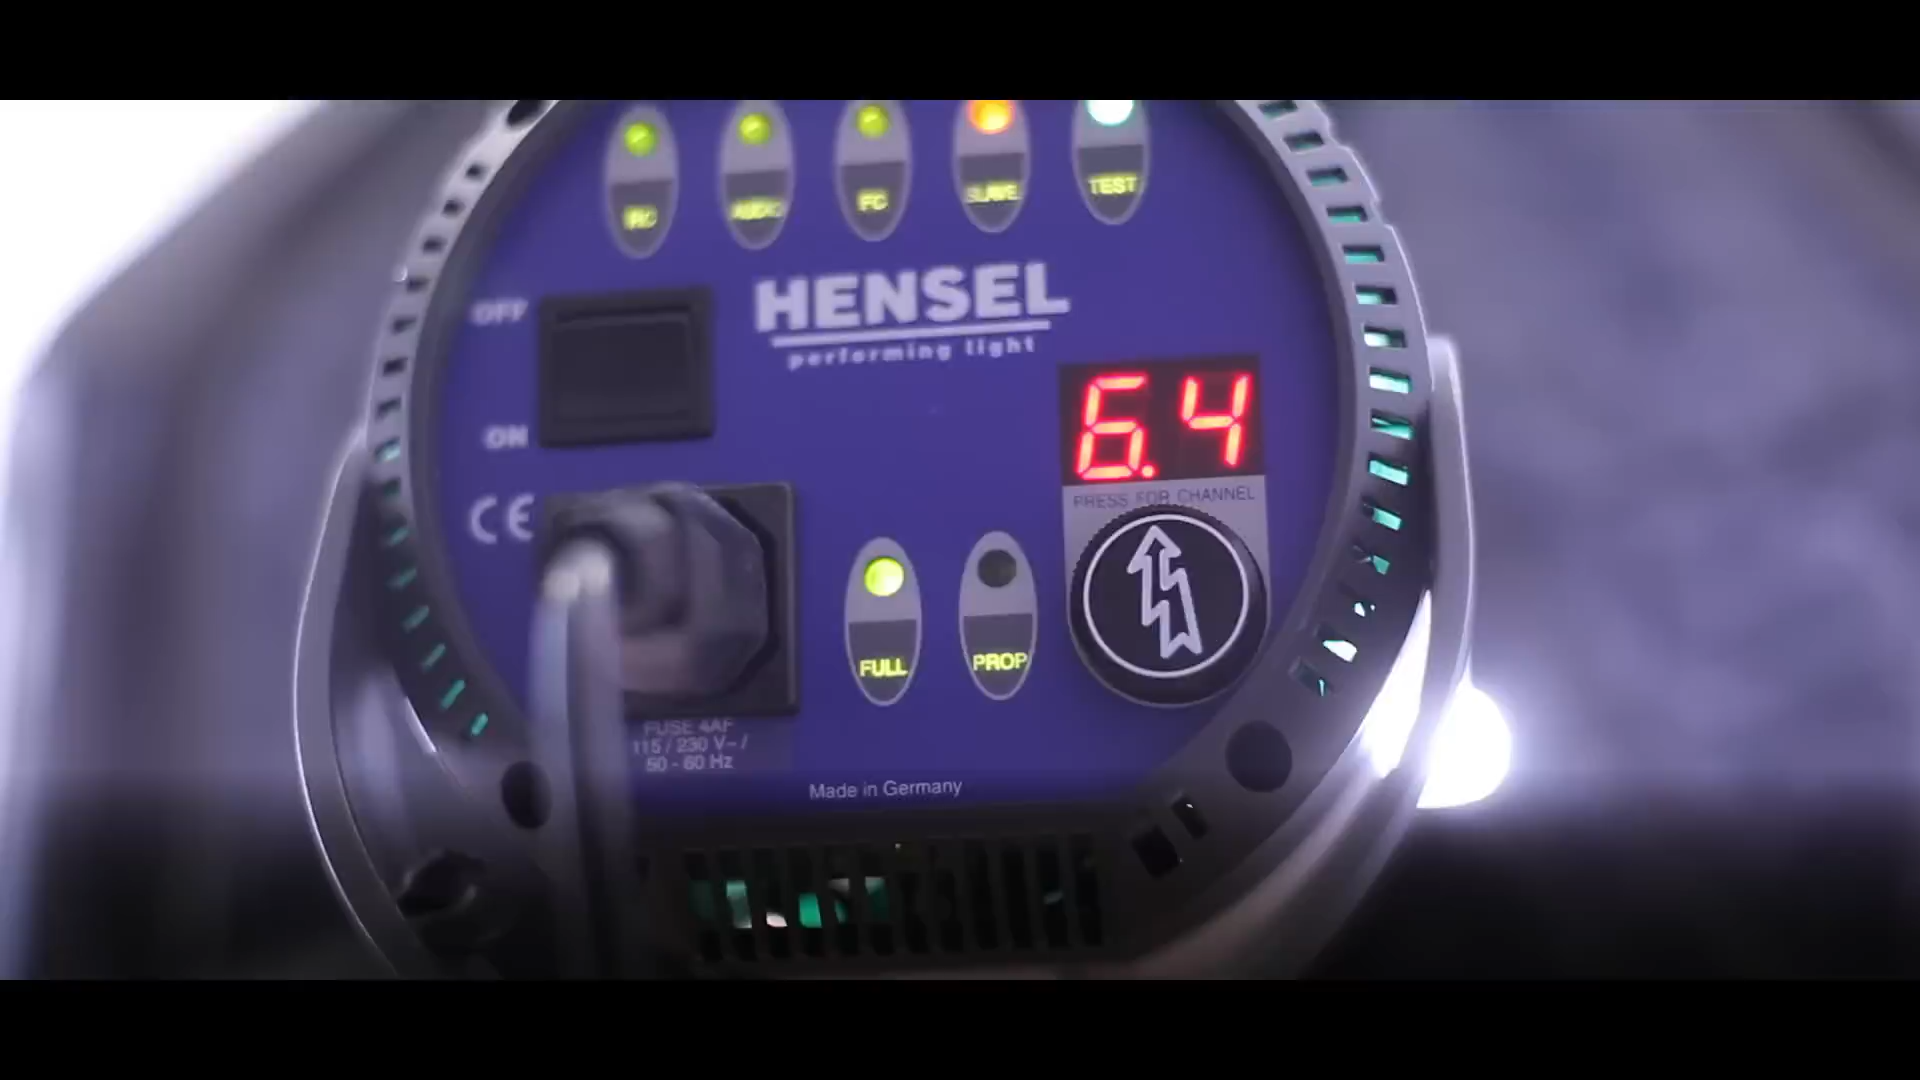 AUDIO
FC
SLAVE
TEST
OFF
HENSEL
performing light
6.4
ON
PRESS FOR CHANNEL
CE
FULL
PROP
FUSE 4AF
115 / 230 V~ /
50 - 60 Hz
Made in Germany